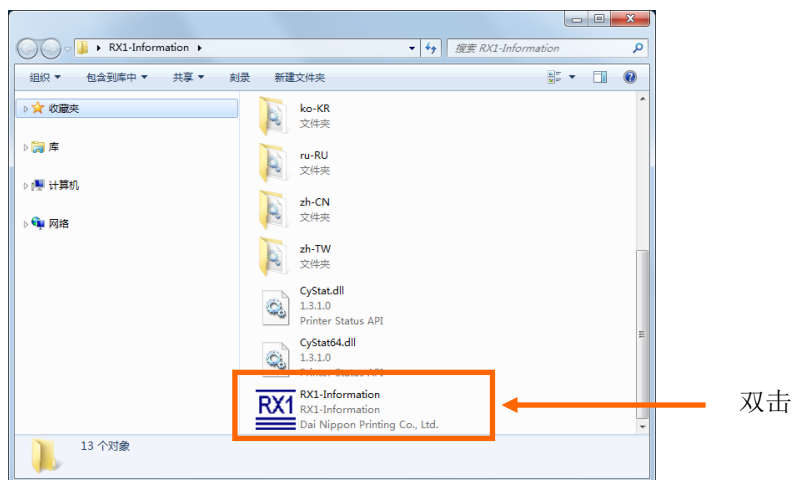 RX1-Information
搜索 RX1-Information
组织 包含到库中 共享 刻录 新建文件夹
收藏夹
库
计算机
网络
ko-KR
文件夹
ru-RU
文件夹
zh-CN
文件夹
zh-TW
文件夹
CyStat.dll
1.3.1.0
Printer Status API
CyStat64.dll
1.3.1.0
Printer Status API
RX1
RX1-Information
RX1-Information
Dai Nippon Printing Co., Ltd.
双击
13 个对象